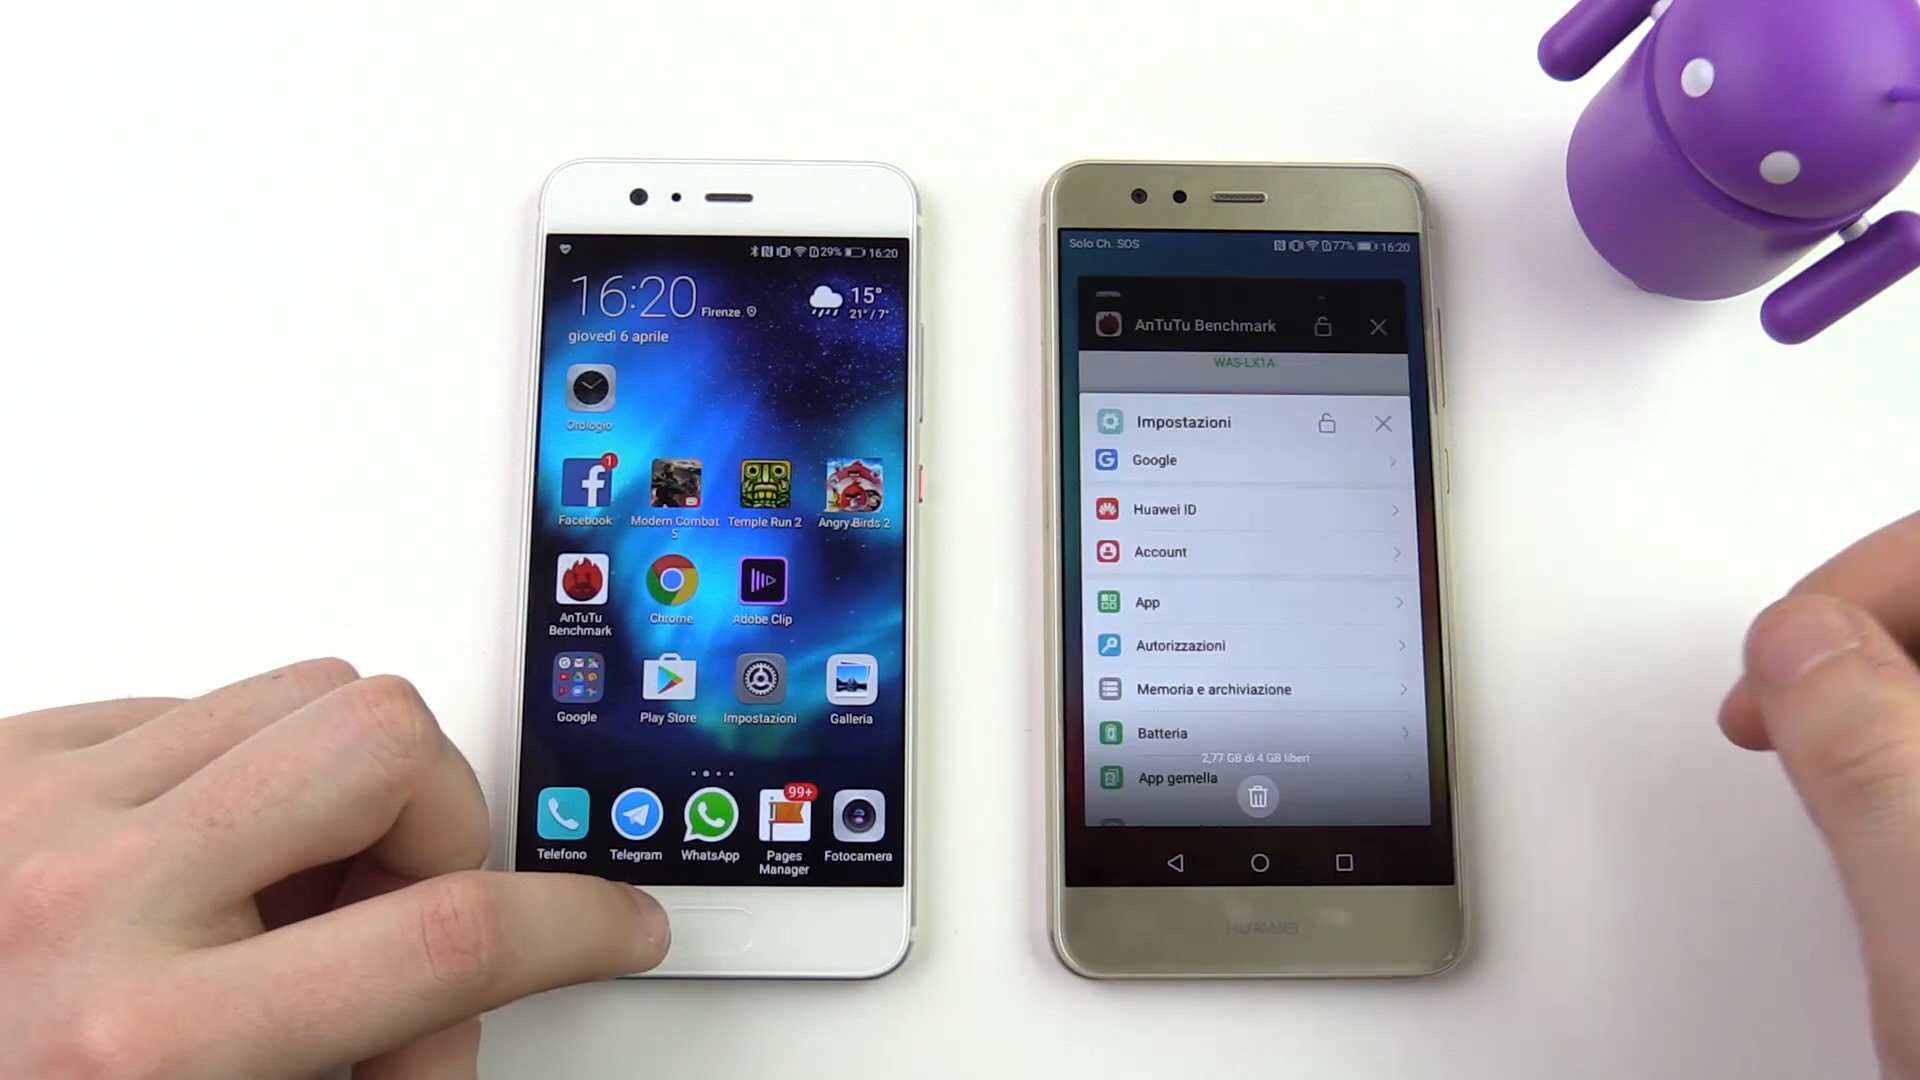 29% 16:20
16:20 Firenze
15°
21° / 7°
giovedì 6 aprile
Orologio
1
Facebook
Modern Combat
5
Temple Run 2
Angry Birds 2
AnTuTu
Benchmark
Chrome
Adobe Clip
Google
Play Store
Impostazioni
Galleria
99+
Telefono
Telegram
WhatsApp
Pages
Manager
Fotocamera
Solo Ch. SOS
77% 16:20
AnTuTu Benchmark
WAS-LX1A
Impostazioni
Google
Huawei ID
Account
App
Autorizzazioni
Memoria e archiviazione
Batteria
2,77 GB di 4 GB liberi
App gemella
HUAWEI